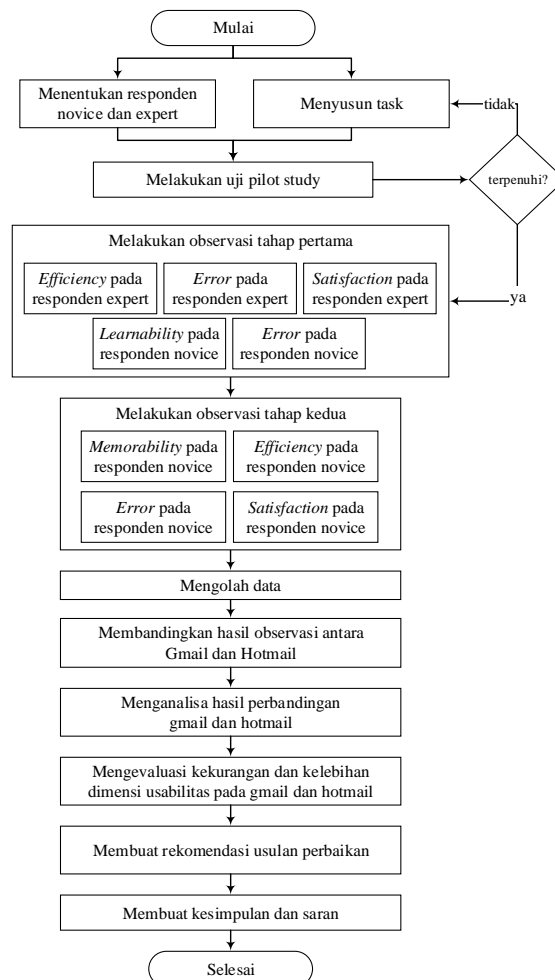 Mulai
Menentukan responden
novice dan expert
Menyusun task
tidak
Melakukan uji pilot study
terpenuhi?
ya
Melakukan observasi tahap pertama
Efficiency pada
responden expert
Error pada
responden expert
Satisfaction pada
responden expert
Learnability pada
responden novice
Error pada
responden novice
Melakukan observasi tahap kedua
Memorability pada
responden novice
Efficiency pada
responden novice
Error pada
responden novice
Satisfaction pada
responden novice
Mengolah data
Membandingkan hasil observasi antara
Gmail dan Hotmail
Menganalisa hasil perbandingan
gmail dan hotmail
Mengevaluasi kekurangan dan kelebihan
dimensi usabilitas pada gmail dan hotmail
Membuat rekomendasi usulan perbaikan
Membuat kesimpulan dan saran
Selesai